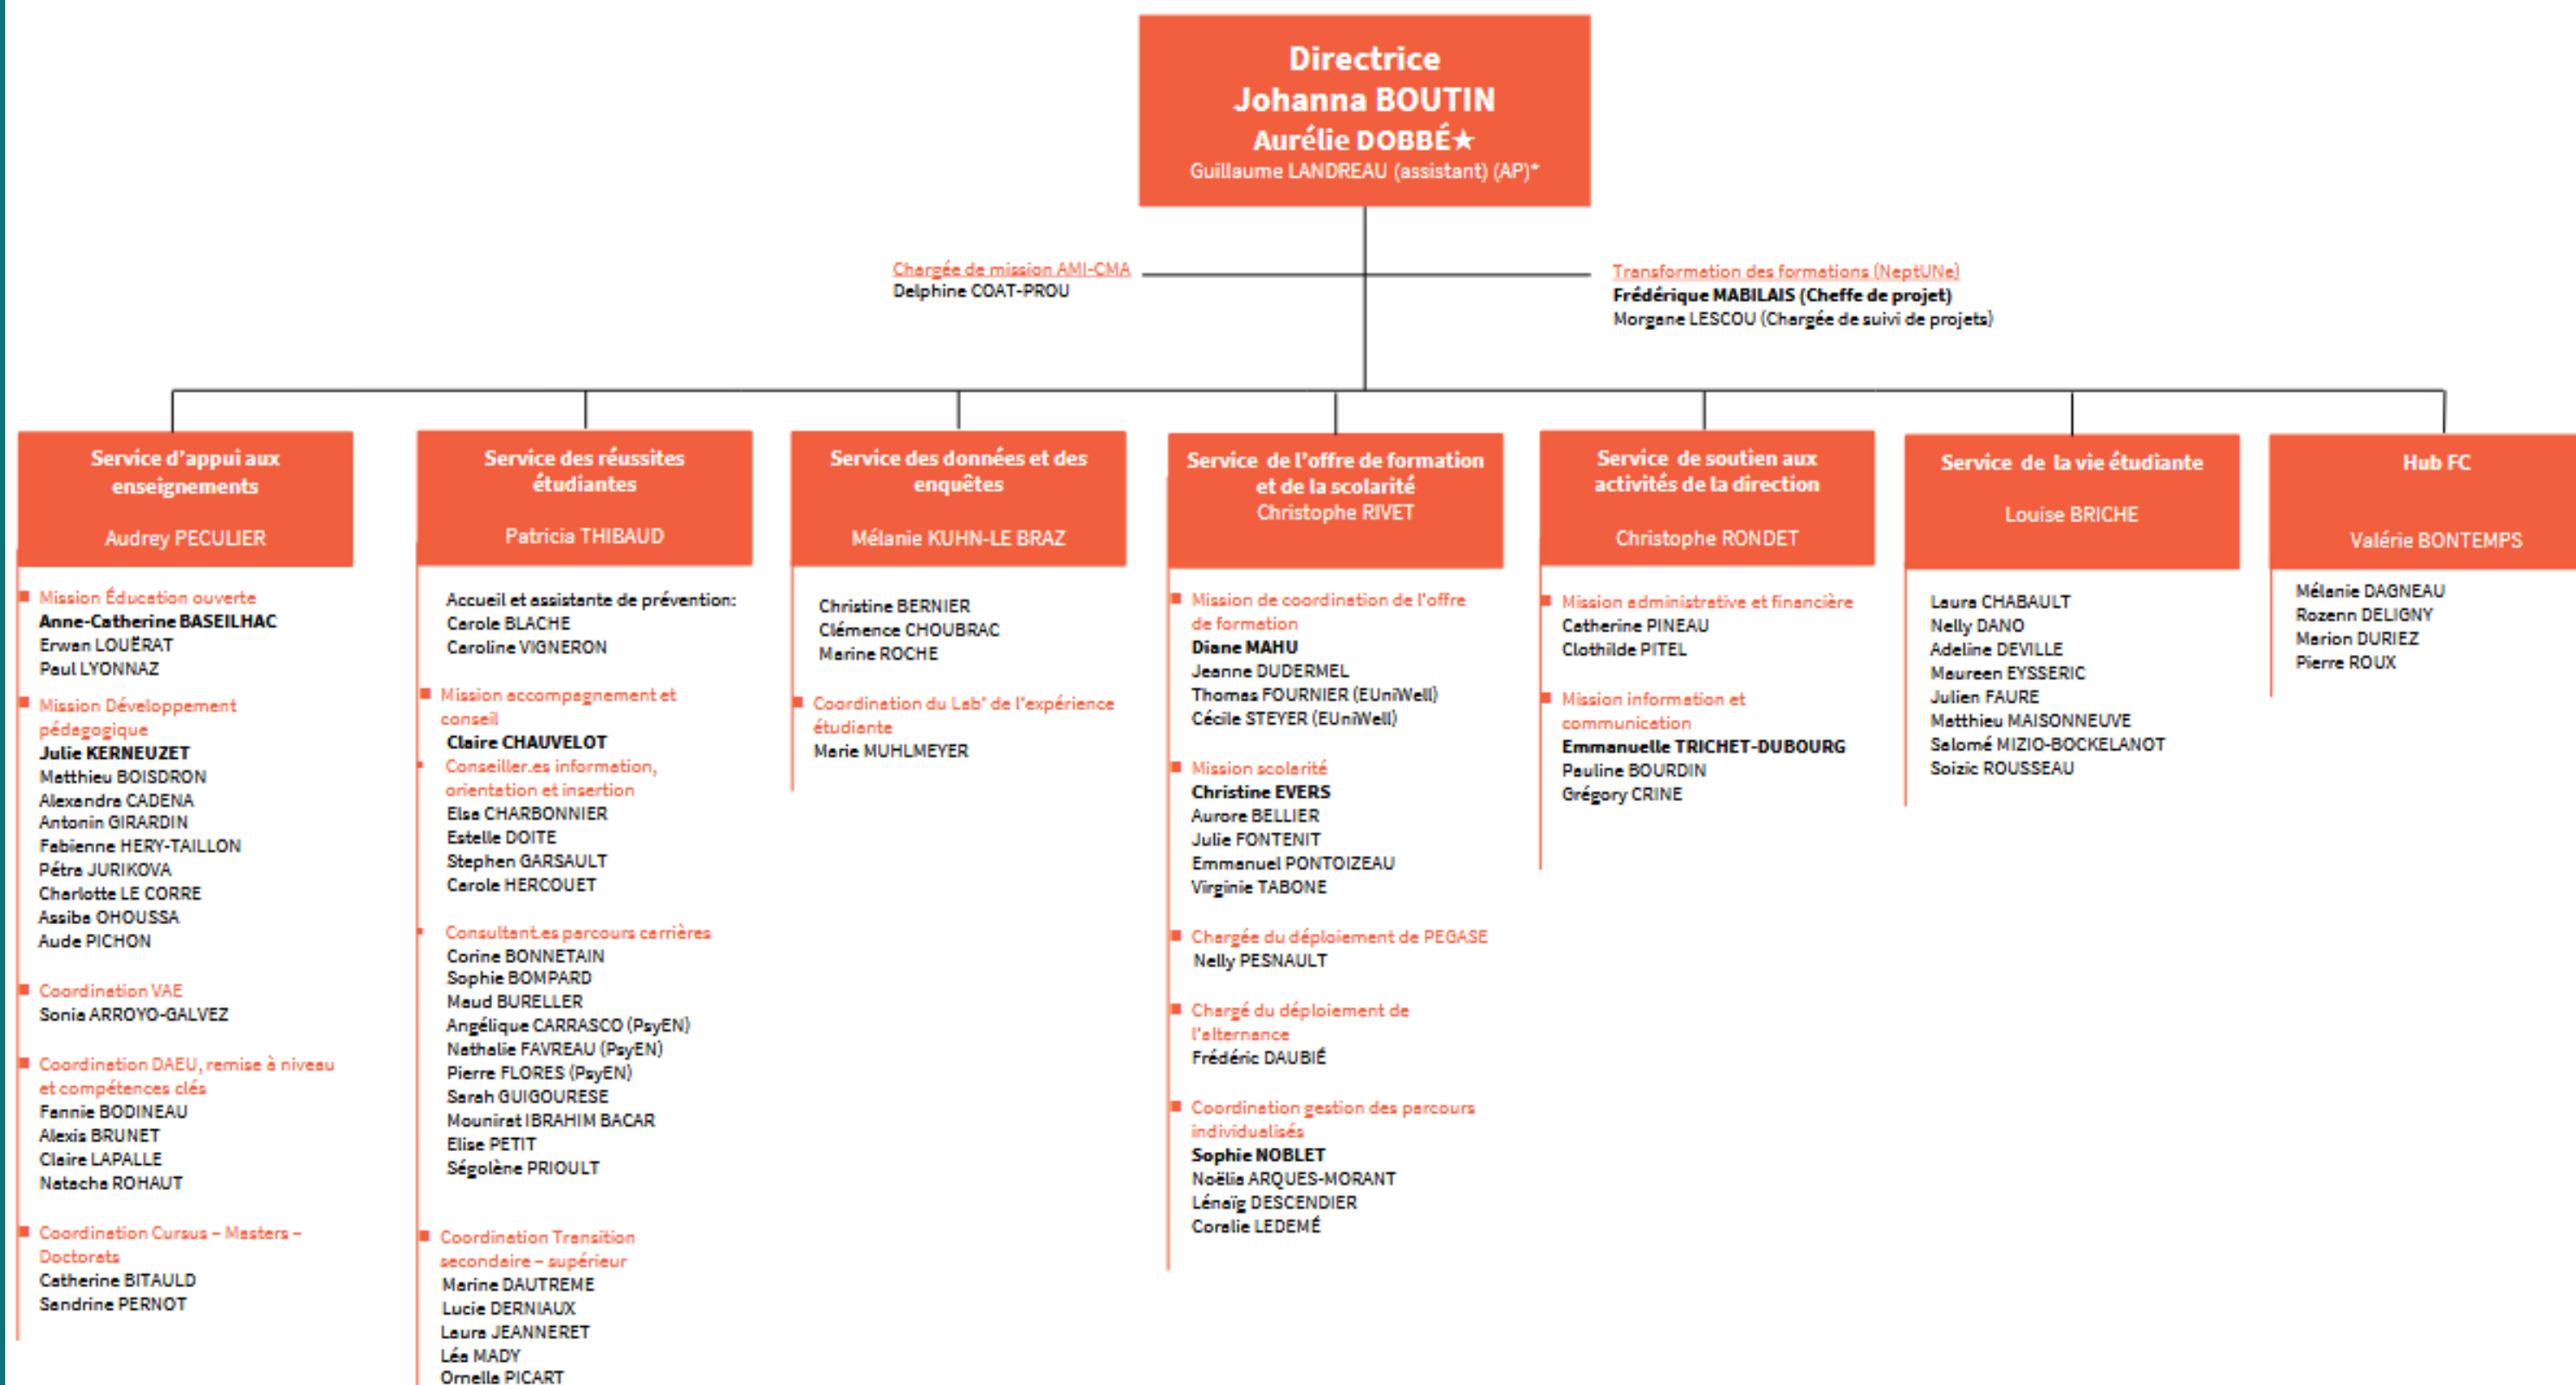 Directrice
Johanna BOUTIN
Aurélie DOBBÉ★
Guillaume LANDREAU (assistant) (AP)*
Chargée de mission AMI-CMA
Delphine COAT-PROU
Transformation des formations (NeptUNe)
Frédérique MABILAIS (Cheffe de projet)
Morgane LESCOU (Chargée de suivi de projets)
Service d'appui aux
enseignements
Audrey PECULIER
Mission Éducation ouverte
Anne-Catherine BASEILHAC
Erwan LOUËRAT
Paul LYONNAZ
Mission Développement
pédagogique
Julie KERNEUZET
Matthieu BOISDRON
Alexandra CADENA
Antonin GIRARDIN
Fabienne HERY-TAILLON
Pétra JURIKOVA
Charlotte LE CORRE
Assiba OHOUSSA
Aude PICHON
Coordination VAE
Sonia ARROYO-GALVEZ
Coordination DAEU, remise à niveau
et compétences clés
Fannie BODINEAU
Alexis BRUNET
Claire LAPALLE
Natacha ROHAUT
Coordination Cursus – Masters –
Doctorats
Catherine BITAULD
Sandrine PERNOT
Service des réussites
étudiantes
Patricia THIBAUD
Accueil et assistante de prévention:
Carole BLACHE
Caroline VIGNERON
Mission accompagnement et
conseil
Claire CHAUVELOT
Conseiller.es information,
orientation et insertion
Elsa CHARBONNIER
Estelle DOITE
Stephen GARSAULT
Carole HERCOUET
Consultant.es parcours carrières
Corine BONNETAIN
Sophie BOMPARD
Maud BURELLER
Angélique CARRASCO (PsyEN)
Nathalie FAVREAU (PsyEN)
Pierre FLORES (PsyEN)
Sarah GUIGOURESE
Mounirat IBRAHIM BACAR
Elise PETIT
Ségolène PRIOULT
Coordination Transition
secondaire – supérieur
Marine DAUTREME
Lucie DERNIAUX
Laura JEANNERET
Léa MADY
Ornella PICART
Service des données et des
enquêtes
Mélanie KUHN-LE BRAZ
Christine BERNIER
Clémence CHOUBRAC
Marine ROCHE
Coordination du Lab' de l'expérience
étudiante
Marie MUHLMEYER
Service de l'offre de formation
et de la scolarité
Christophe RIVET
Mission de coordination de l'offre
de formation
Diane MAHU
Jeanne DUDERMEL
Thomas FOURNIER (EUniWell)
Cécile STEYER (EUniWell)
Mission scolarité
Christine EVERS
Aurore BELLIER
Julie FONTENIT
Emmanuel PONTOIZEAU
Virginie TABONE
Chargée du déploiement de PEGASE
Nelly PESNAULT
Chargé du déploiement de
l'alternance
Frédéric DAUBIÉ
Coordination gestion des parcours
individualisés
Sophie NOBLET
Noëlia ARQUES-MORANT
Lénaïg DESCENDIER
Coralie LEDEMÉ
Service de soutien aux
activités de la direction
Christophe RONDET
Mission administrative et financière
Catherine PINEAU
Clothilde PITEL
Mission information et
communication
Emmanuelle TRICHET-DUBOURG
Pauline BOURDIN
Grégory CRINE
Service de la vie étudiante
Louise BRICHE
Laura CHABAULT
Nelly DANO
Adeline DEVILLE
Maureen EYSSERIC
Julien FAURE
Matthieu MAISONNEUVE
Salomé MIZIO-BOCKELANOT
Soizic ROUSSEAU
Hub FC
Valérie BONTEMPS
Mélanie DAGNEAU
Rozenn DELIGNY
Marion DURIEZ
Pierre ROUX